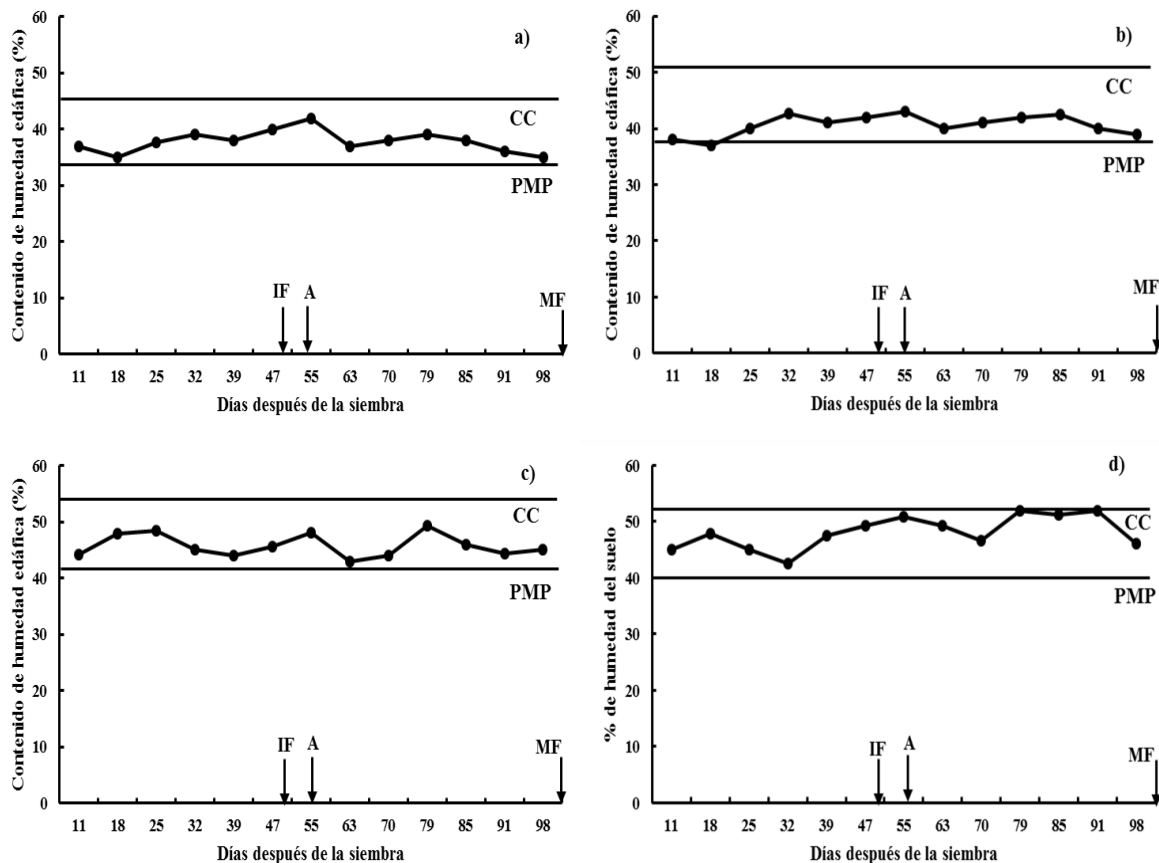 Contenido de humedad edáfica (%)
60
50
40
30
20
10
0
a)
CC
PMP
IF
A
MF
11 18 25 32 39 47 55 63 70 79 85 91 98
Días después de la siembra
Contenido de humedad edáfica (%)
60
50
40
30
20
10
0
b)
CC
PMP
IF
A
MF
11 18 25 32 39 47 55 63 70 79 85 91 98
Días después de la siembra
Contenido de humedad edáfica (%)
60
50
40
30
20
10
0
c)
CC
PMP
IF
A
MF
11 18 25 32 39 47 55 63 70 79 85 91 98
Días después de la siembra
% de humedad del suelo
60
50
40
30
20
10
0
d)
CC
PMP
IF
A
MF
11 18 25 32 39 47 55 63 70 79 85 91 98
Días después de la siembra